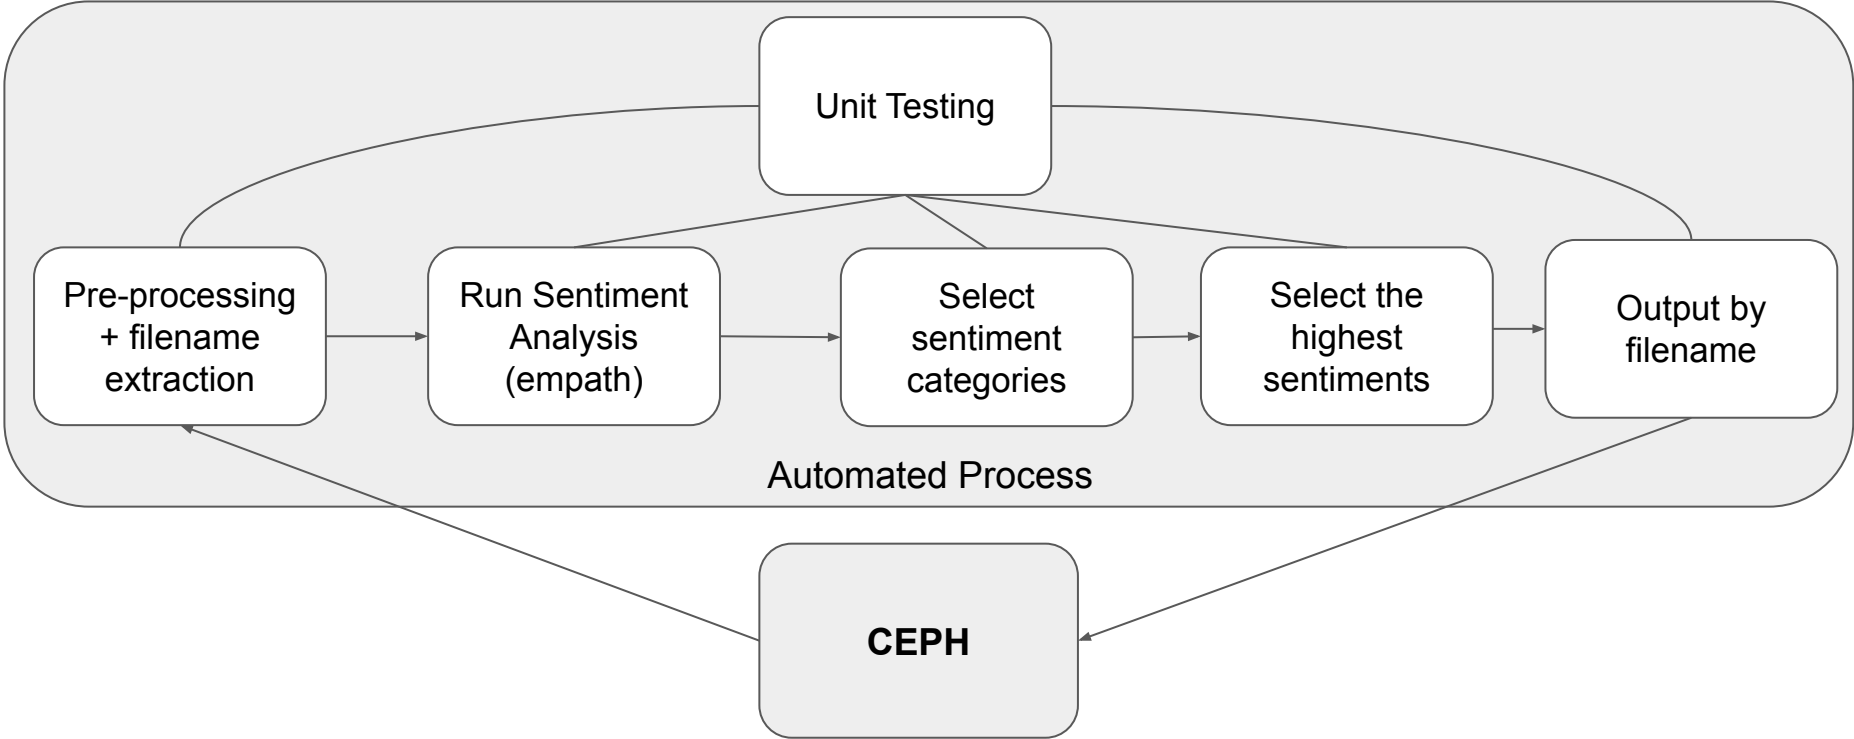 Unit Testing
Pre-processing
+ filename
extraction
Run Sentiment
Analysis
(empath)
Select
sentiment
categories
Select the
highest
sentiments
Output by
filename
Automated Process
CEPH